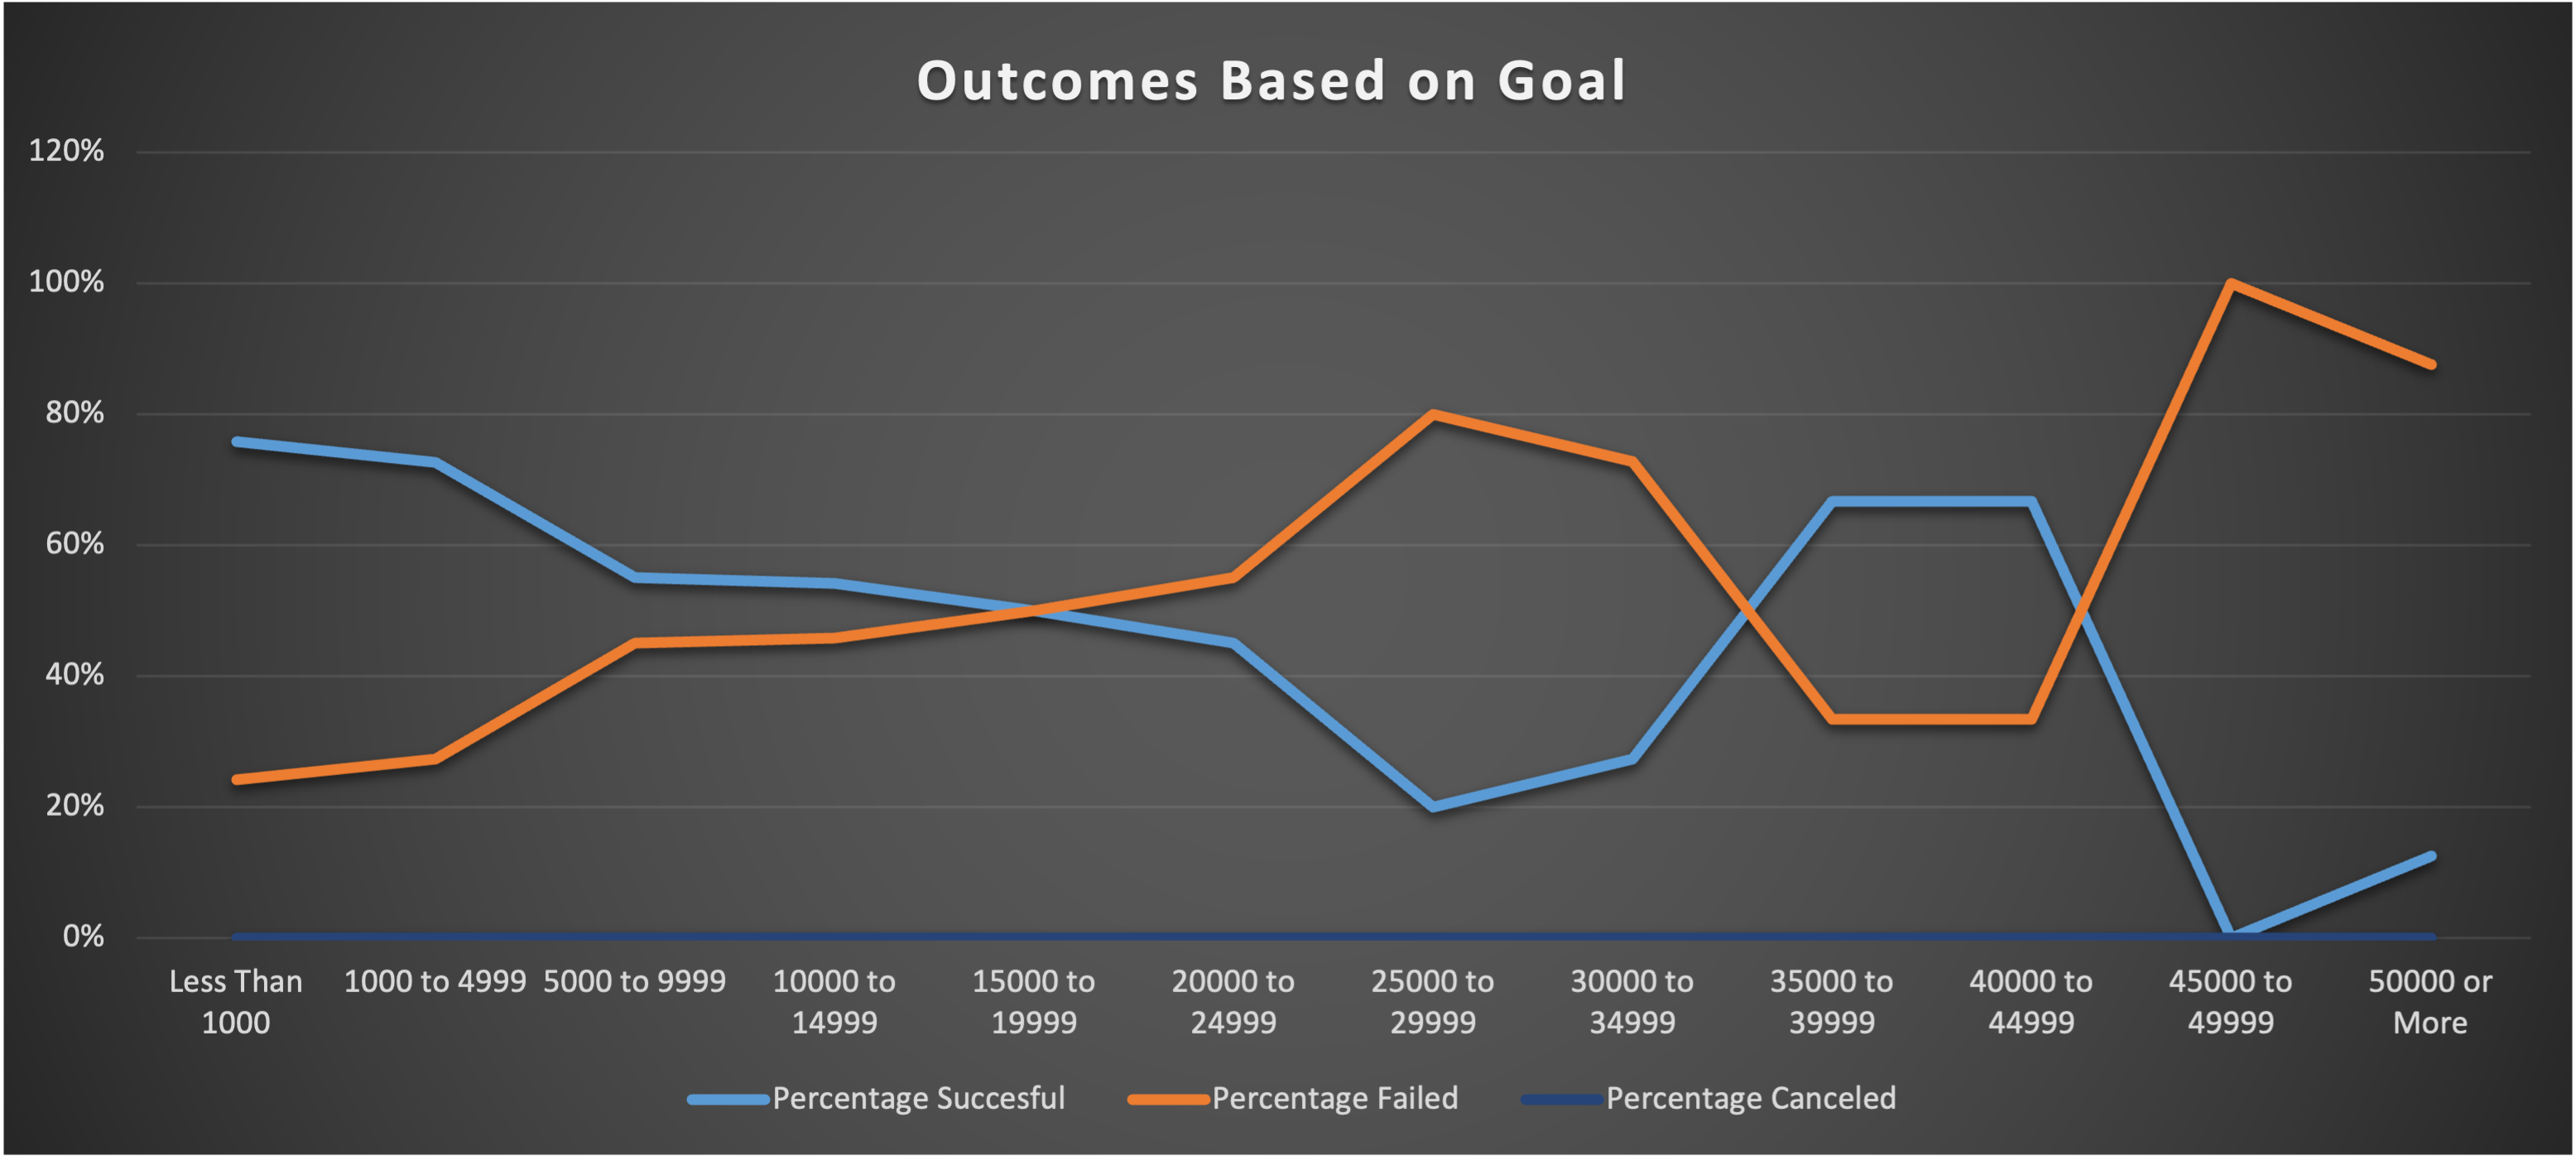 Outcomes Based on Goal
120%
100%
80%
60%
40%
20%
0%
Less Than
1000
1000 to 4999
5000 to 9999
10000 to
14999
15000 to
19999
20000 to
24999
25000 to
29999
30000 to
34999
35000 to
39999
40000 to
44999
45000 to
49999
50000 or
More
Percentage Succesful
Percentage Failed
Percentage Canceled